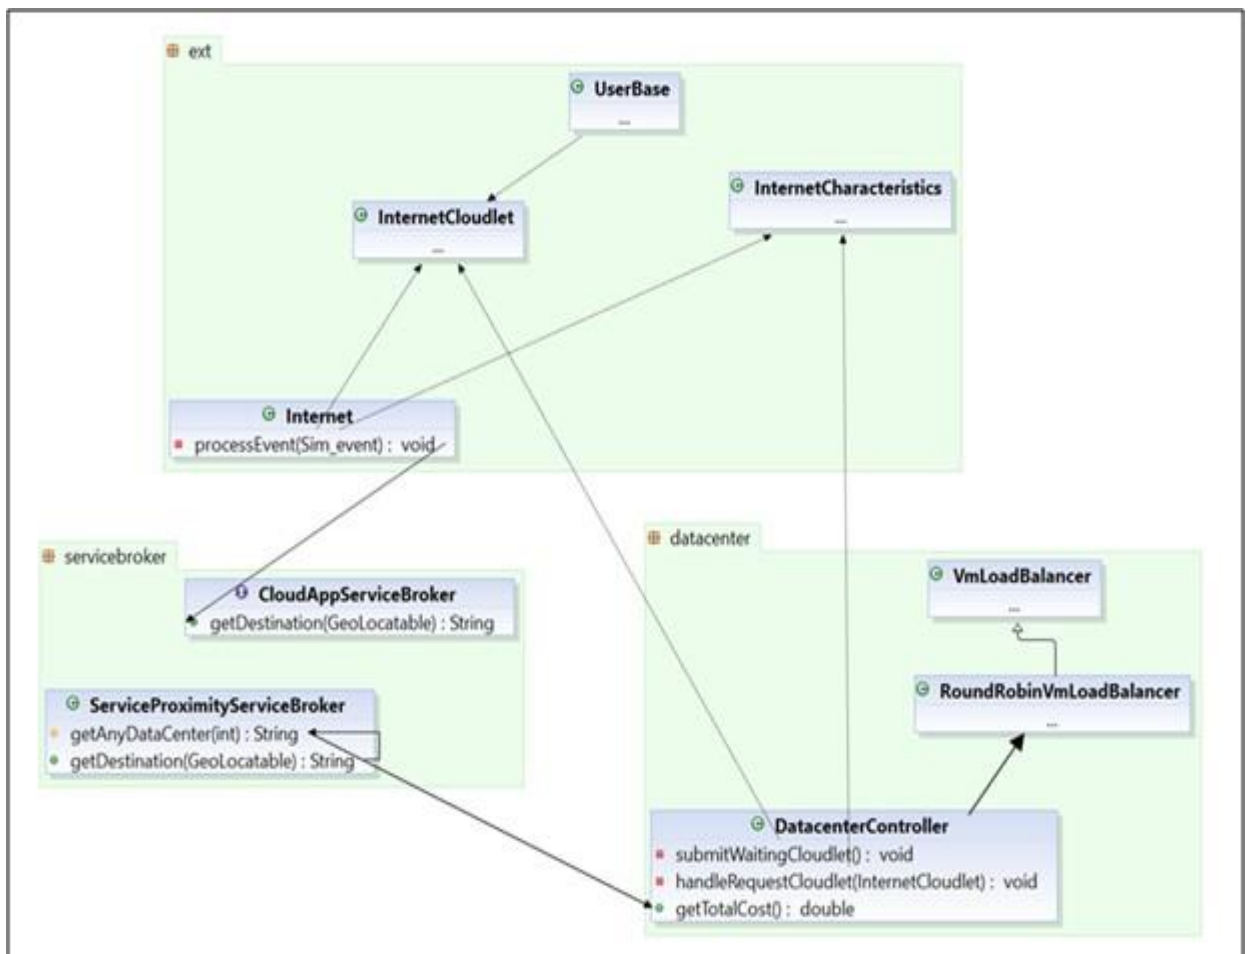 ext
UserBase
...
InternetCharacteristics
...
InternetCloudlet
...
Internet
processEvent(Sim_event) : void
servicebroker
CloudAppServiceBroker
getDestination(GeoLocatable) : String
ServiceProximityServiceBroker
getAnyDataCenter(int) : String
getDestination(GeoLocatable) : String
datacenter
VmLoadBalancer
...
RoundRobinVmLoadBalancer
...
DatacenterController
submitWaitingCloudlet() : void
handleRequestCloudlet(InternetCloudlet) : void
getTotalCost() : double